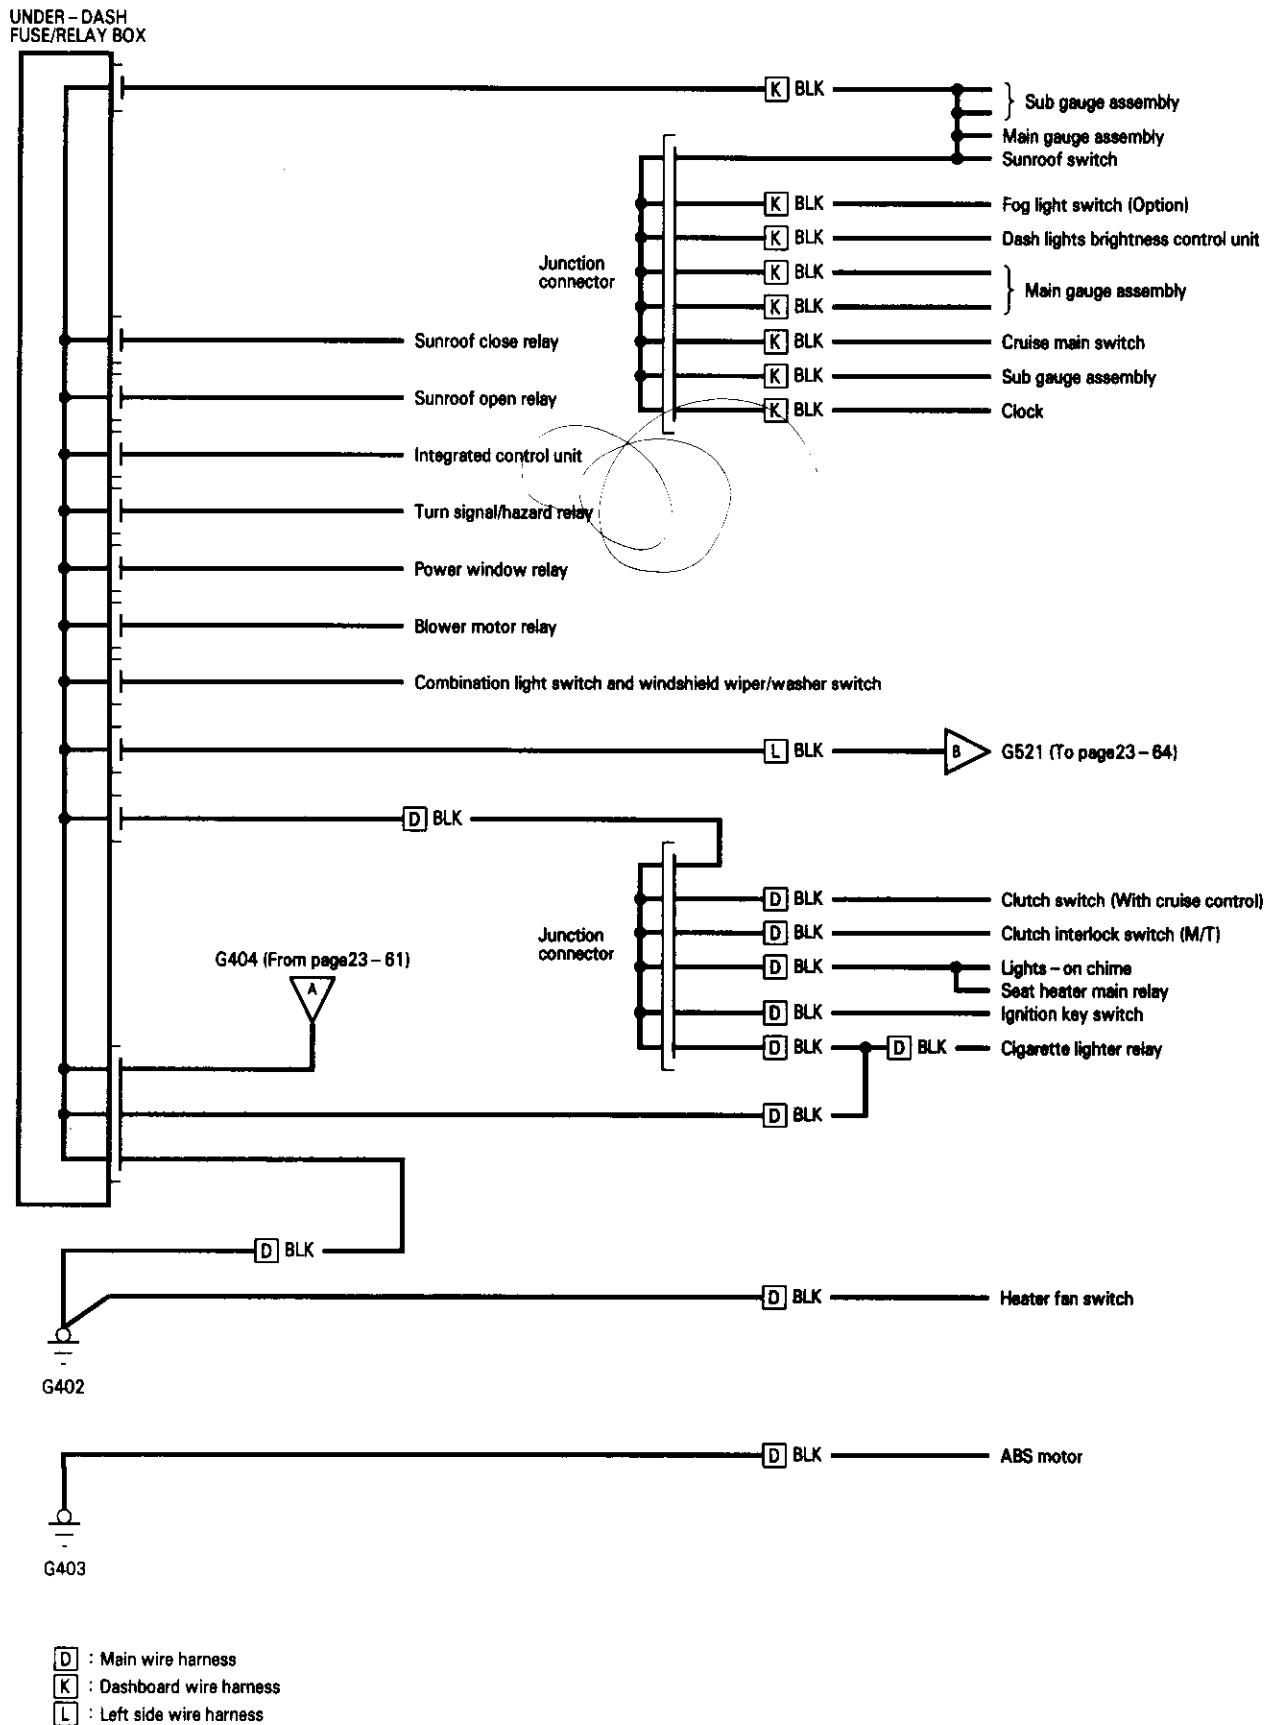 UNDER – DASH
FUSE/RELAY BOX
K BLK
Sub gauge assembly
Main gauge assembly
Sunroof switch
K BLK Fog light switch (Option)
K BLK Dash lights brightness control unit
Junction
connector
K BLK
Main gauge assembly
K BLK
Sunroof close relay
K BLK Cruise main switch
K BLK Sub gauge assembly
Sunroof open relay
K BLK Clock
Integrated control unit
Turn signal/hazard relay
Power window relay
Blower motor relay
Combination light switch and windshield wiper/washer switch
L BLK B G521 (To page23 – 64)
D BLK
D BLK Clutch switch (With cruise control)
Junction
connector
D BLK Clutch interlock switch (M/T)
G404 (From page23 – 61)
A
D BLK Lights – on chime
Seat heater main relay
D BLK Ignition key switch
D BLK D BLK Cigarette lighter relay
D BLK
D BLK
D BLK Heater fan switch
G402
D BLK ABS motor
G403
D : Main wire harness
K : Dashboard wire harness
L : Left side wire harness